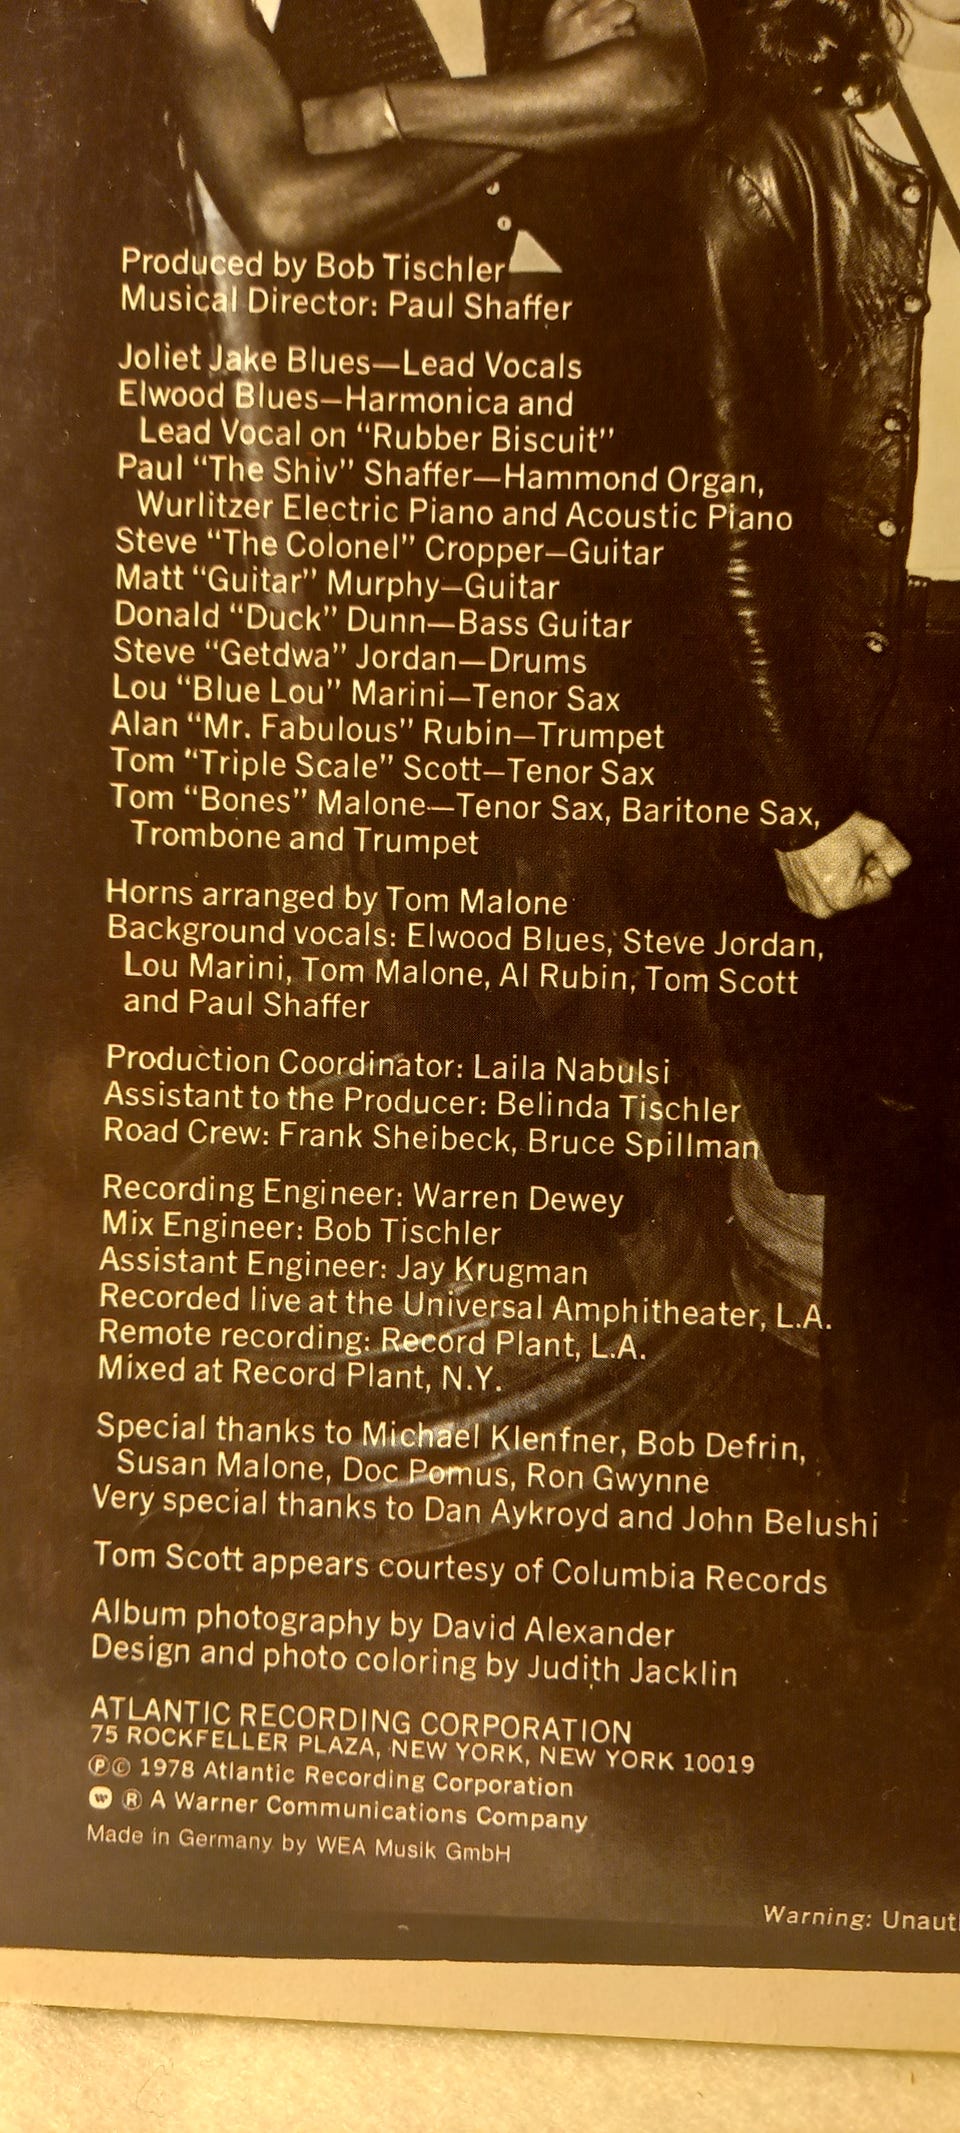 Produced by Bob Tischler
Musical Director: Paul Shaffer
Joliet Jake Blues—Lead Vocals
Elwood Blues—Harmonica and
Lead Vocal on "Rubber Biscuit"
Paul "The Shiv" Shaffer—Hammond Organ,
Wurlitzer Electric Piano and Acoustic Piano
Steve "The Colonel" Cropper—Guitar
Matt "Guitar" Murphy—Guitar
Donald "Duck" Dunn—Bass Guitar
Steve "Getdwa" Jordan—Drums
Lou "Blue Lou" Marini—Tenor Sax
Alan "Mr. Fabulous" Rubin—Trumpet
Tom "Triple Scale" Scott—Tenor Sax
Tom "Bones" Malone—Tenor Sax, Baritone Sax,
Trombone and Trumpet
Horns arranged by Tom Malone
Background vocals: Elwood Blues, Steve Jordan,
Lou Marini, Tom Malone, Al Rubin, Tom Scott
and Paul Shaffer
Production Coordinator: Laila Nabulsi
Assistant to the Producer: Belinda Tischler
Road Crew: Frank Sheibeck, Bruce Spillman
Recording Engineer: Warren Dewey
Mix Engineer: Bob Tischler
Assistant Engineer: Jay Krugman
Recorded live at the Universal Amphitheater, L.A.
Remote recording: Record Plant, L.A.
Mixed at Record Plant, N.Y.
Special thanks to Michael Klenfner, Bob Defrin,
Susan Malone, Doc Pomus, Ron Gwynne
Very special thanks to Dan Aykroyd and John Belushi
Tom Scott appears courtesy of Columbia Records
Album photography by David Alexander
Design and photo coloring by Judith Jacklin
ATLANTIC RECORDING CORPORATION
75 ROCKFELLER PLAZA, NEW YORK, NEW YORK 10019
℗© 1978 Atlantic Recording Corporation
W ® A Warner Communications Company
Made in Germany by WEA Musik GmbH
Warning: Unaut